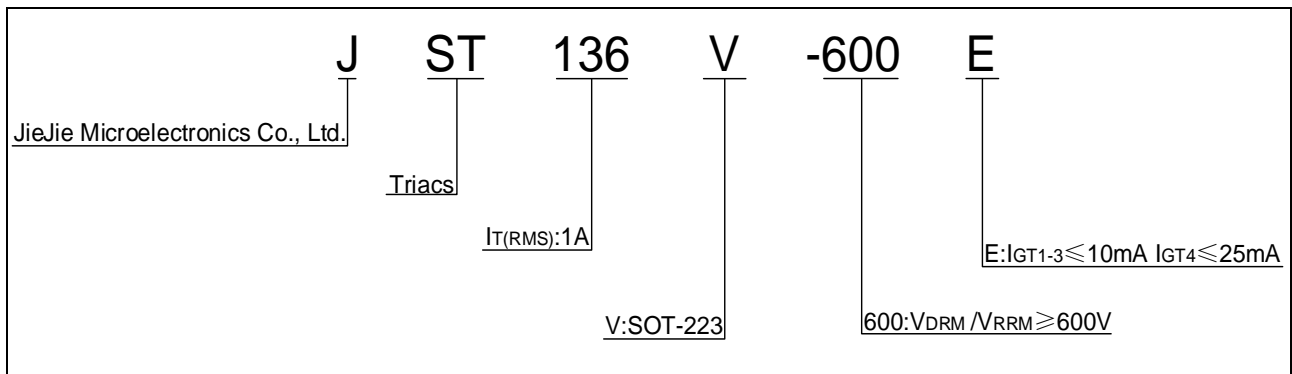 J ST 136 V -600 E
JieJie Microelectronics Co., Ltd.
Triacs
IT(RMS):1A
E:IGT1-3≤10mA IGT4≤25mA
V:SOT-223
600:VDRM /VRRM≥600V